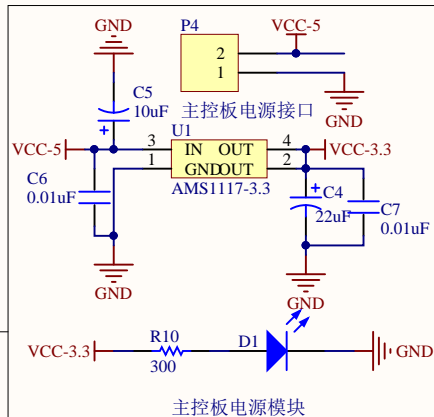 GND
P4
VCC-5
2
1
GND
主控板电源接口
C5
10uF
U1
VCC-5
3
IN
OUT
4
VCC-3.3
1
GND
OUT
2
AMS1117-3.3
C6
0.01uF
C4
22uF
C7
0.01uF
GND
GND
VCC-3.3
R10
300
D1
GND
主控板电源模块